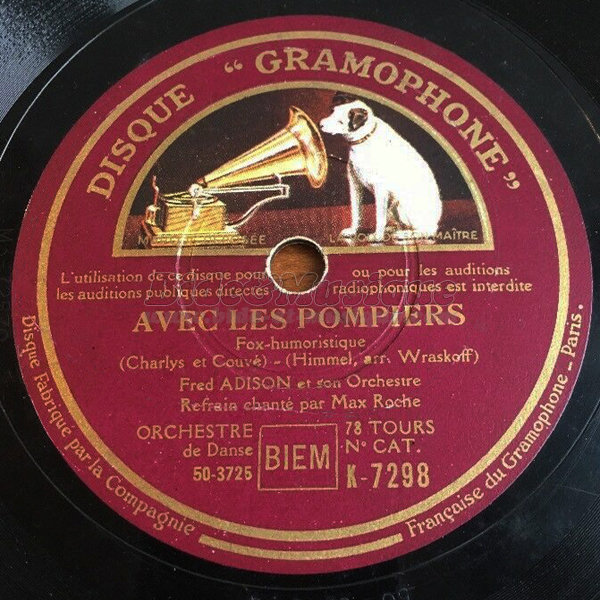 DISQUE “GRAMOPHONE”
LA VOIX DE SON MAÎTRE
L'utilisation de ce disque pour
les auditions publiques directes
ou pour les auditions
radiophoniques est interdite
AVEC LES POMPIERS
Fox-humoristique
(Charlys et Couvé) - (Himmel, arr. Wraskoff)
Fred ADISON et son Orchestre
Refrain chanté par Max Roche
ORCHESTRE
de Danse
50-3725
BIEM
78 TOURS
No CAT.
K-7298
Disque Fabriqué par la Compagnie Française du Gramophone - Paris.